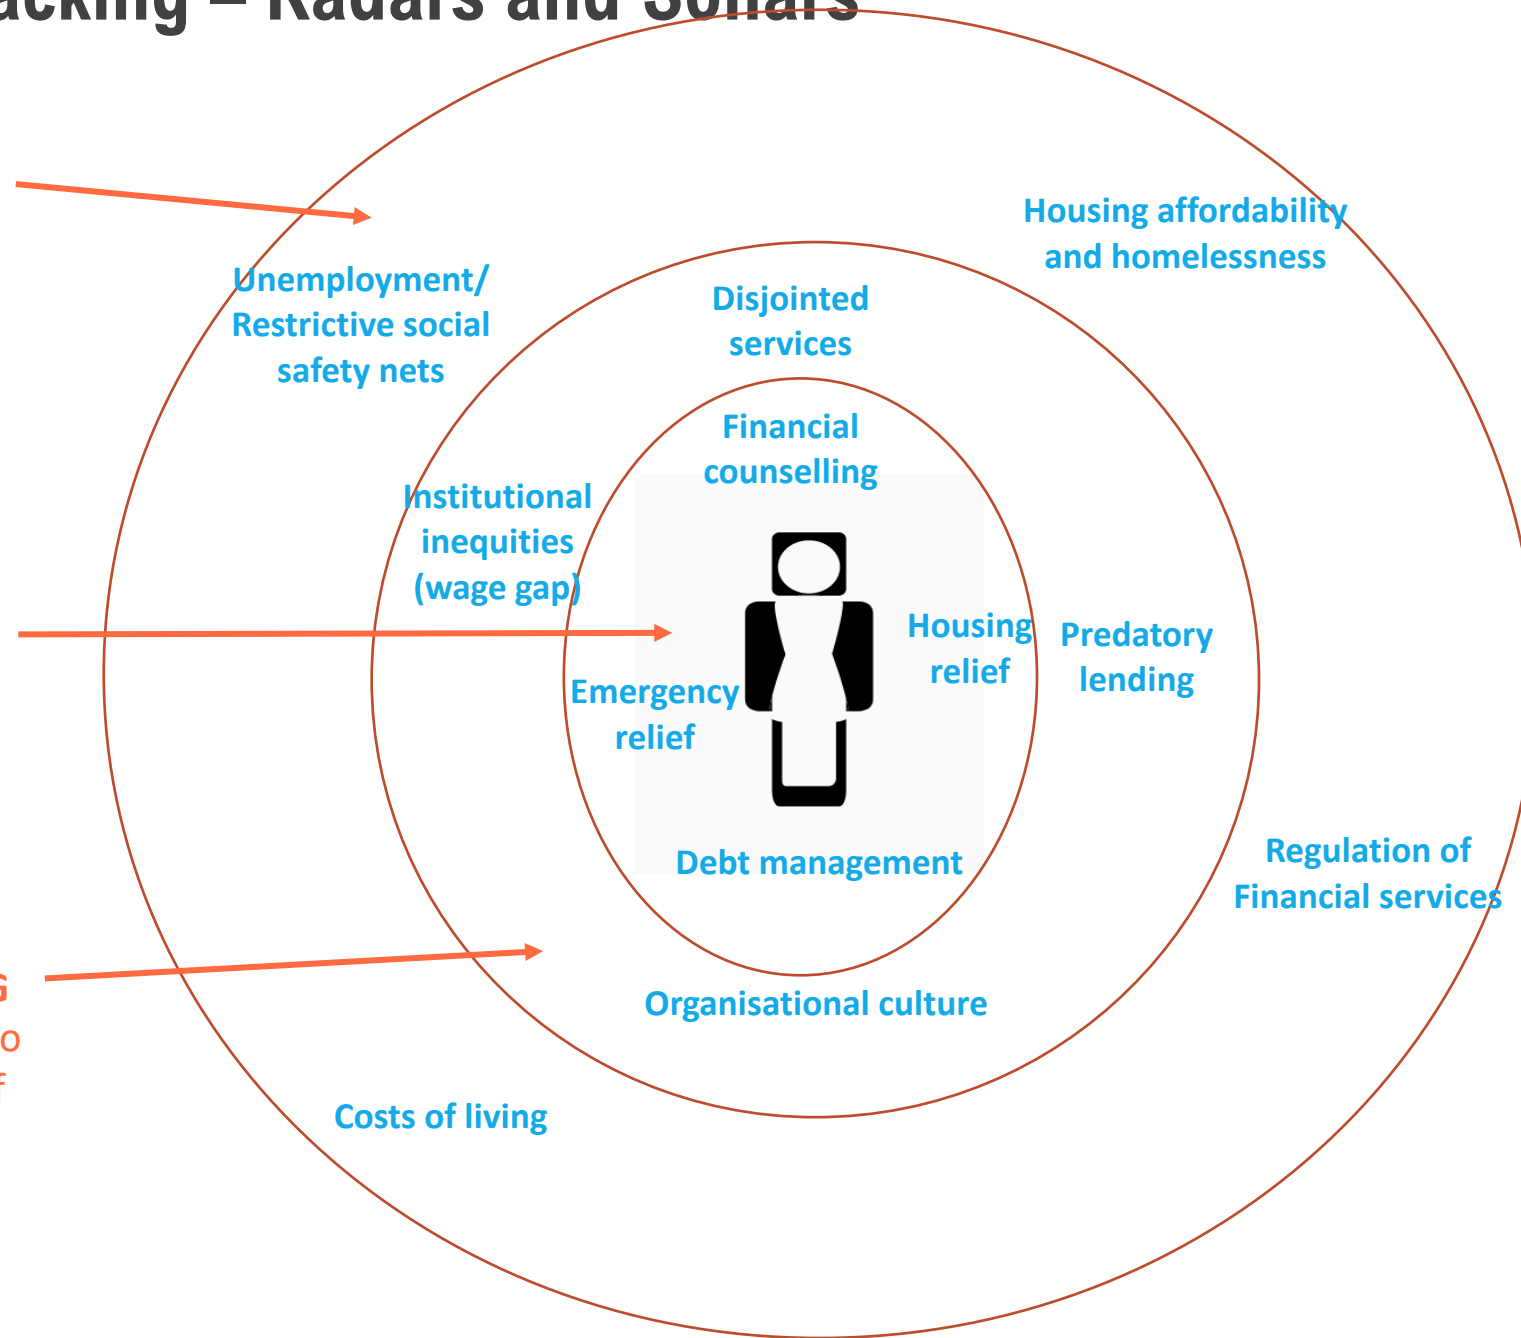 acking – Radars and Sonars
Housing affordability
and homelessness
Unemployment/
Restrictive social
safety nets
Disjointed
services
Financial
counselling
Institutional
inequities
(wage gap)
Housing
relief
Predatory
lending
Emergency
relief
Debt management
Regulation of
Financial services
G
o
f
Organisational culture
Costs of living